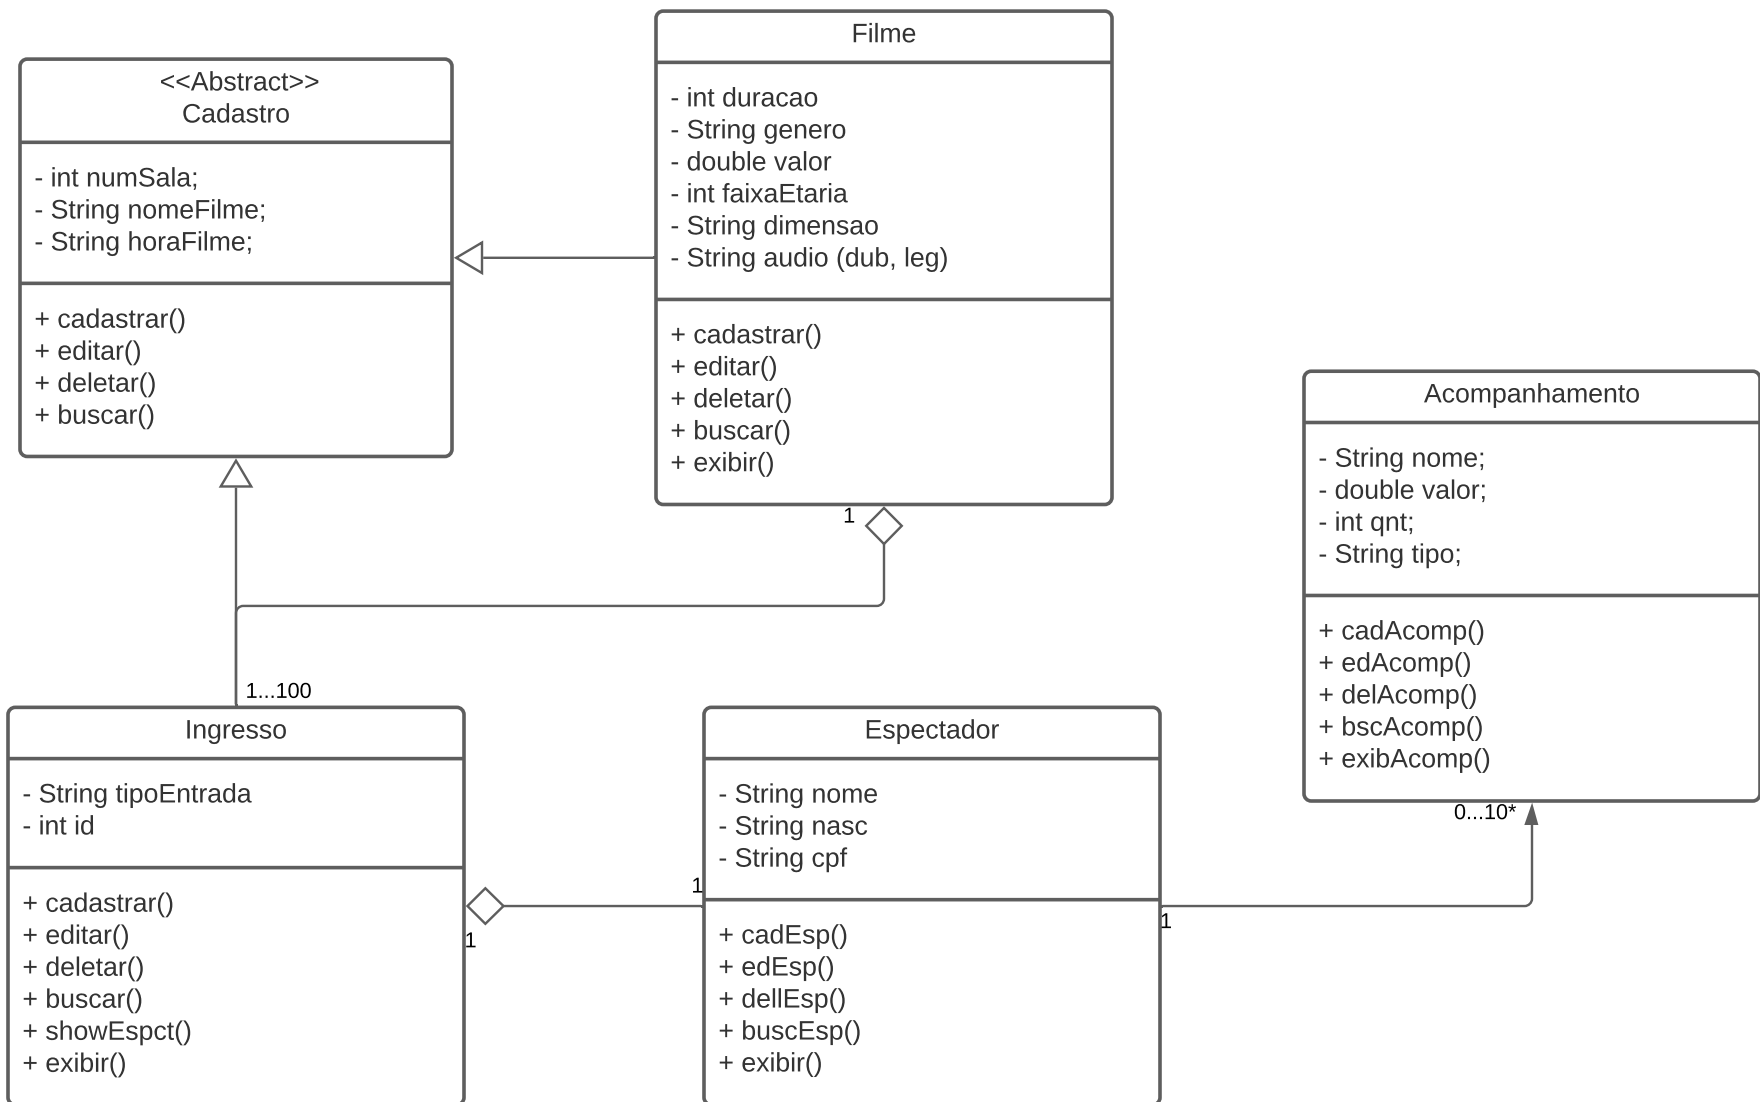 <<Abstract>>
Cadastro
- int numSala;
- String nomeFilme;
- String horaFilme;
+ cadastrar()
+ editar()
+ deletar()
+ buscar()
Filme
- int duracao
- String genero
- double valor
- int faixaEtaria
- String dimensao
- String audio (dub, leg)
+ cadastrar()
+ editar()
+ deletar()
+ buscar()
+ exibir()
1
1...100
Acompanhamento
- String nome;
- double valor;
- int qnt;
- String tipo;
+ cadAcomp()
+ edAcomp()
+ delAcomp()
+ bscAcomp()
+ exibAcomp()
0...10*
Ingresso
- String tipoEntrada
- int id
+ cadastrar()
+ editar()
+ deletar()
+ buscar()
+ showEspct()
+ exibir()
1
1
Espectador
- String nome
- String nasc
- String cpf
+ cadEsp()
+ edEsp()
+ dellEsp()
+ buscEsp()
+ exibir()
1